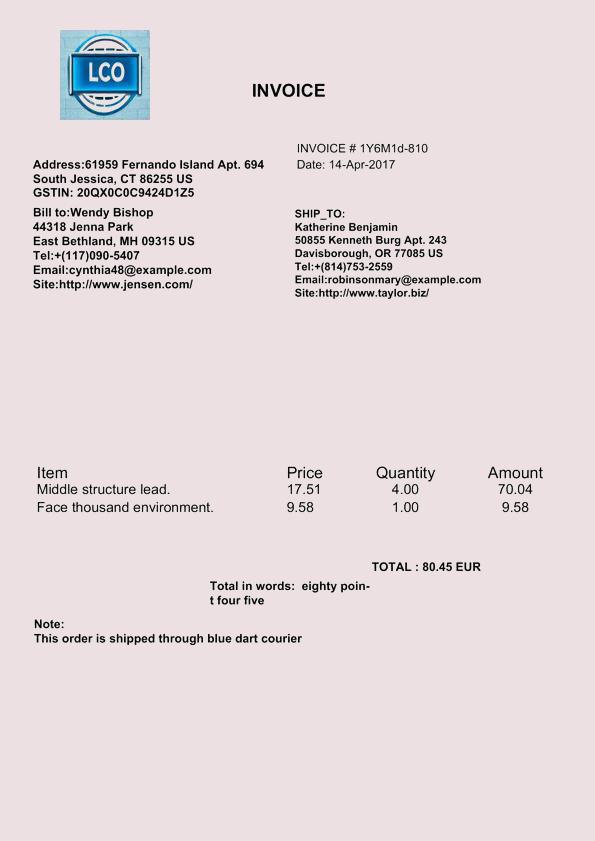 LCO
INVOICE
INVOICE # 1Y6M1d-810
Date: 14-Apr-2017
Address:61959 Fernando Island Apt. 694
South Jessica, CT 86255 US
GSTIN: 20QX0C0C9424D1Z5
Bill to:Wendy Bishop
44318 Jenna Park
East Bethland, MH 09315 US
Tel:+(117)090-5407
Email:cynthia48@example.com
Site:http://www.jensen.com/
SHIP_TO:
Katherine Benjamin
50855 Kenneth Burg Apt. 243
Davisborough, OR 77085 US
Tel:+(814)753-2559
Email:robinsonmary@example.com
Site:http://www.taylor.biz/
Item Price Quantity Amount
Middle structure lead. 17.51 4.00 70.04
Face thousand environment. 9.58 1.00 9.58
TOTAL : 80.45 EUR
Total in words: eighty poin-
t four five
Note:
This order is shipped through blue dart courier